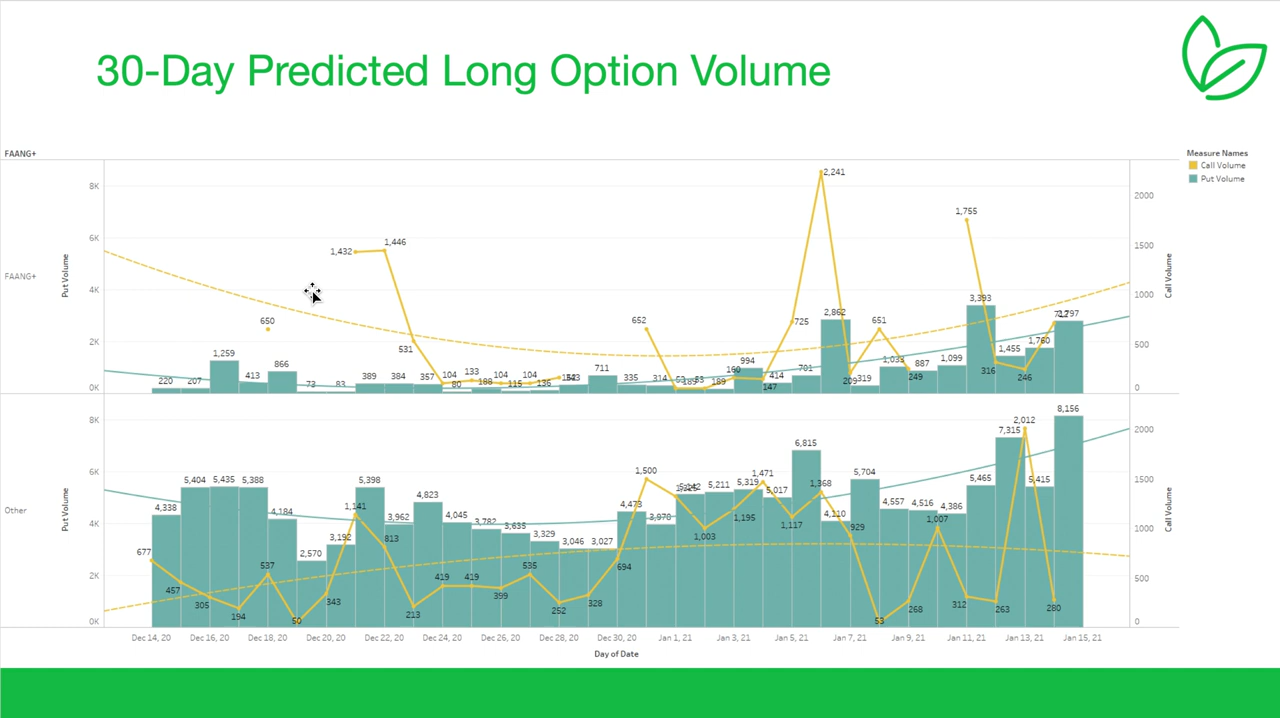 30-Day Predicted Long Option Volume
FAANG+
Measure Names
Call Volume
Put Volume
FAANG+
Put Volume
8K
6K
4K
2K
0K
Call Volume
2000
1500
1000
500
0
220 207 1,259 413 866 73 83 389 384 357 80 188 115 136 711 335 314 189 994 414 701 2,862 319 1,033 887 1,099 3,393 1,455 1,760 2,797
650 1,432 1,446 531 104 133 104 104 652 53 53 160 147 725 2,241 209 651 249 1,755 316 246
Other
Put Volume
8K
6K
4K
2K
0K
Call Volume
2000
1500
1000
500
0
4,338 5,404 5,435 5,388 4,184 2,570 3,192 5,398 3,962 4,823 4,045 3,782 3,635 3,329 3,046 3,027 4,473 3,970 5,211 5,319 5,017 6,815 4,110 5,704 4,557 4,516 4,386 5,465 7,315 5,415 8,156
677 457 305 194 537 50 343 1,141 813 213 419 419 399 535 252 328 694 1,500 1,003 1,195 1,471 1,117 1,368 929 53 268 1,007 312 263 2,012 280
Dec 14, 20 Dec 16, 20 Dec 18, 20 Dec 20, 20 Dec 22, 20 Dec 24, 20 Dec 26, 20 Dec 28, 20 Dec 30, 20 Jan 1, 21 Jan 3, 21 Jan 5, 21 Jan 7, 21 Jan 9, 21 Jan 11, 21 Jan 13, 21 Jan 15, 21
Day of Date